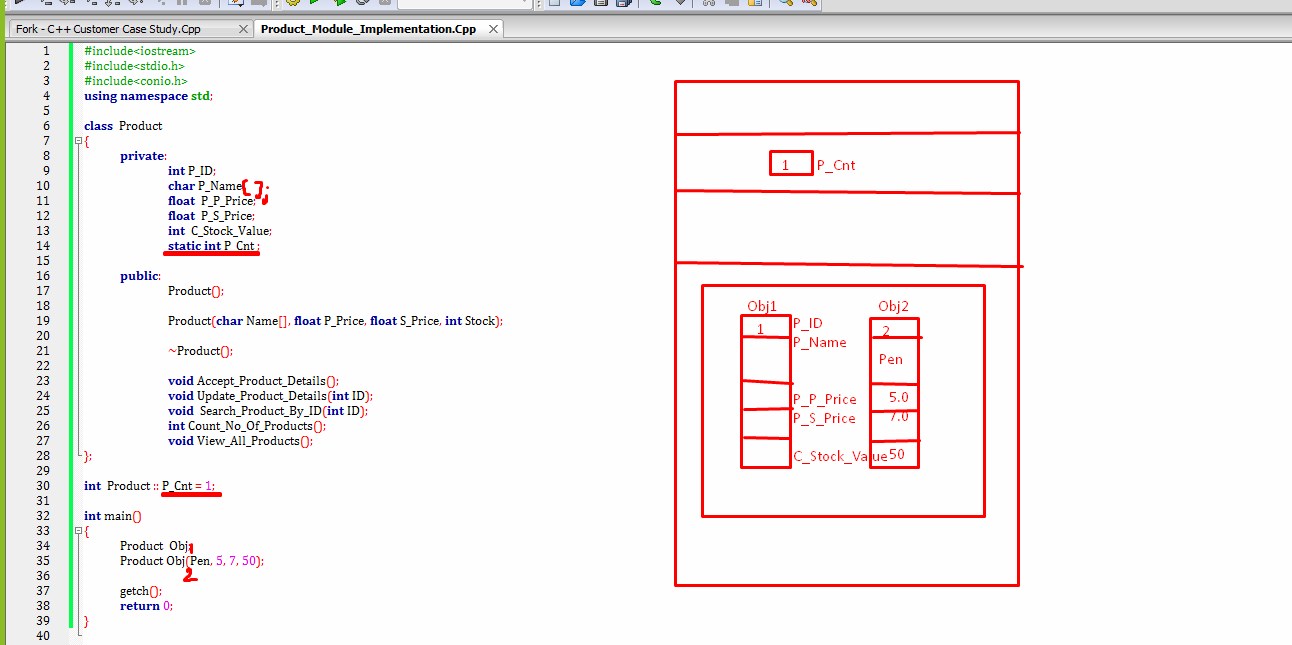 Fork - C++ Customer Case Study.Cpp
Product_Module_Implementation.Cpp
1 #include<iostream>
2 #include<stdio.h>
3 #include<conio.h>
4 using namespace std;
5
6 class Product
7 {
8 private:
9 int P_ID;
10 char P_Name[];
11 float P_P_Price;
12 float P_S_Price;
13 int C_Stock_Value;
14 static int P_Cnt ;
15
16 public:
17 Product();
18
19 Product(char Name[], float P_Price, float S_Price, int Stock);
20
21 ~Product();
22
23 void Accept_Product_Details();
24 void Update_Product_Details(int ID);
25 void Search_Product_By_ID(int ID);
26 int Count_No_Of_Products();
27 void View_All_Products();
28 };
29
30 int Product :: P_Cnt = 1;
31
32 int main()
33 {
34 Product Obj1
35 Product Obj(Pen, 5, 7, 50);
2
36
37 getch();
38 return 0;
39 }
40
1 P_Cnt
Obj1 Obj2
1 P_ID 2
P_Name Pen
P_P_Price 5.0
P_S_Price 7.0
C_Stock_Value 50